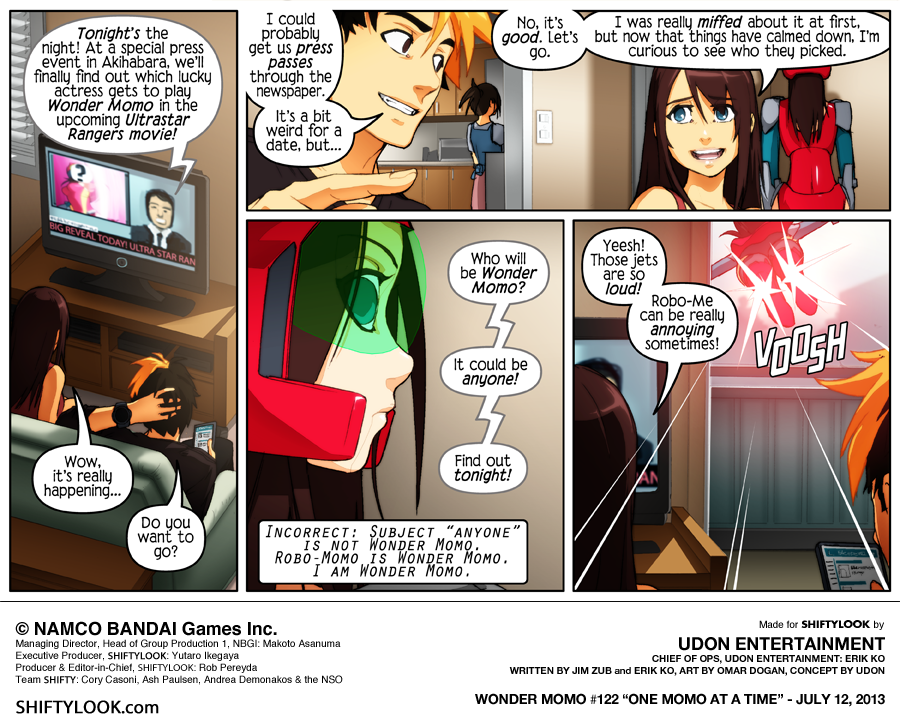 Tonight's the
night! At a special press
event in Akihabara, we'll
finally find out which lucky
actress gets to play
Wonder Momo in the
upcoming Ultrastar
Rangers movie!
?
BIG REVEAL TODAY! ULTRA STAR RAN
Wow,
it's really
happening...
Do you
want to
go?
I could
probably
get us press
passes
through the
newspaper.
It's a bit
weird for a
date, but...
No, it's
good. Let's
go.
I was really miffed about it at first,
but now that things have calmed down, I'm
curious to see who they picked.
Who will
be Wonder
Momo?
It could be
anyone!
Find out
tonight!
INCORRECT: SUBJECT "ANYONE"
IS NOT WONDER MOMO.
ROBO-MOMO IS WONDER MOMO.
I AM WONDER MOMO.
Yeesh!
Those jets
are so
loud!
Robo-Me
can be really
annoying
sometimes!
VOOSH
AN
© NAMCO BANDAI Games Inc.
Managing Director, Head of Group Production 1, NBGI: Makoto Asanuma
Executive Producer, SHIFTYLOOK: Yutaro Ikegaya
Producer & Editor-in-Chief, SHIFTYLOOK: Rob Pereyda
Team SHIFTY: Cory Casoni, Ash Paulsen, Andrea Demonakos & the NSO
SHIFTYLOOK.com
Made for SHIFTYLOOK by
UDON ENTERTAINMENT
CHIEF OF OPS, UDON ENTERTAINMENT: ERIK KO
WRITTEN BY JIM ZUB and ERIK KO, ART BY OMAR DOGAN, CONCEPT BY UDON
WONDER MOMO #122 "ONE MOMO AT A TIME" - JULY 12, 2013